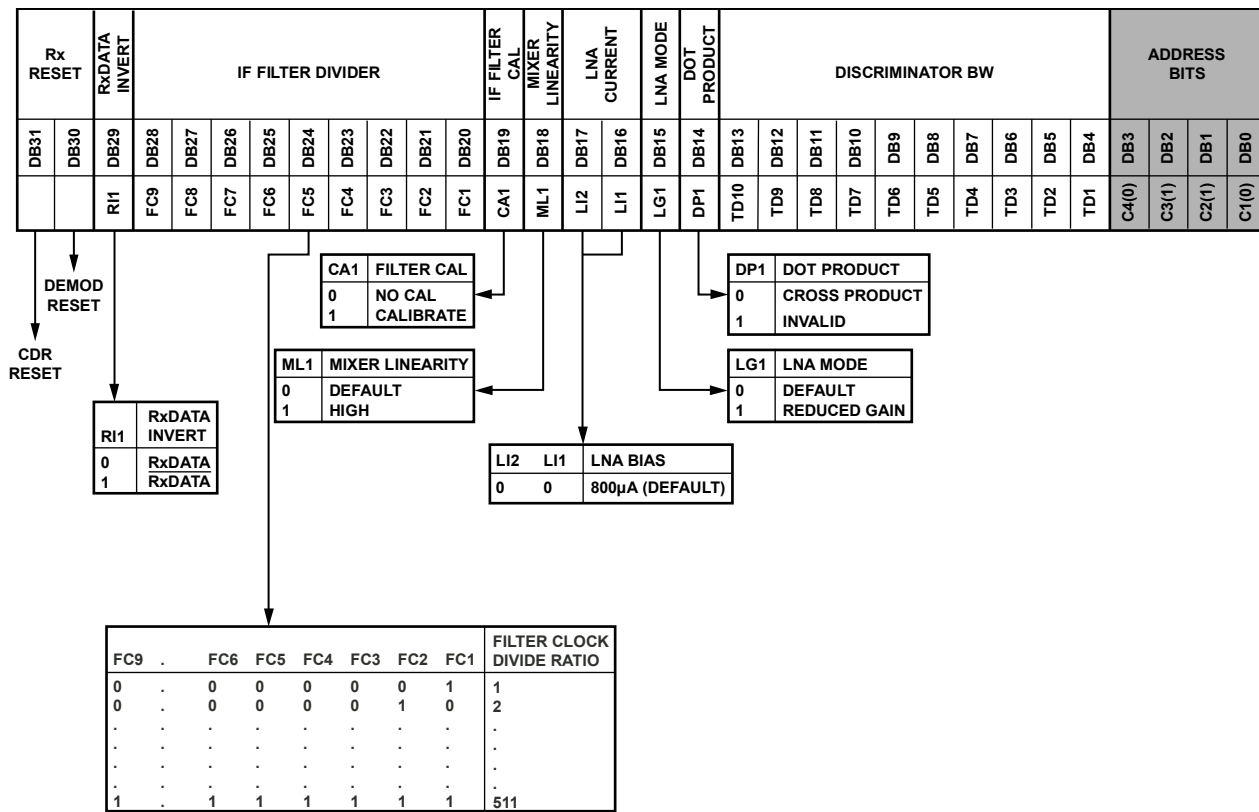 Rx RESET
RxDATA INVERT
IF FILTER DIVIDER
IF FILTER CAL
MIXER LINEARITY
LNA CURRENT
LNA MODE
DOT PRODUCT
DISCRIMINATOR BW
ADDRESS BITS
DB31 DB30 DB29 DB28 DB27 DB26 DB25 DB24 DB23 DB22 DB21 DB20 DB19 DB18 DB17 DB16 DB15 DB14 DB13 DB12 DB11 DB10 DB9 DB8 DB7 DB6 DB5 DB4 DB3 DB2 DB1 DB0
RI1 FC9 FC8 FC7 FC6 FC5 FC4 FC3 FC2 FC1 CA1 ML1 LI2 LI1 LG1 DP1 TD10 TD9 TD8 TD7 TD6 TD5 TD4 TD3 TD2 TD1 C4(0) C3(1) C2(1) C1(0)
DEMOD RESET
CDR RESET
CA1 FILTER CAL
0 NO CAL
1 CALIBRATE
DP1 DOT PRODUCT
0 CROSS PRODUCT
1 INVALID
ML1 MIXER LINEARITY
0 DEFAULT
1 HIGH
LG1 LNA MODE
0 DEFAULT
1 REDUCED GAIN
RI1 RxDATA INVERT
0 RxDATA
1 RxDATA
LI2 LI1 LNA BIAS
0 0 800µA (DEFAULT)
FC9 . FC6 FC5 FC4 FC3 FC2 FC1 FILTER CLOCK DIVIDE RATIO
0 . 0 0 0 0 0 1 1
0 . 0 0 0 0 1 0 2
. . . . . . . . .
. . . . . . . . .
. . . . . . . . .
. . . . . . . . .
1 . 1 1 1 1 1 1 511